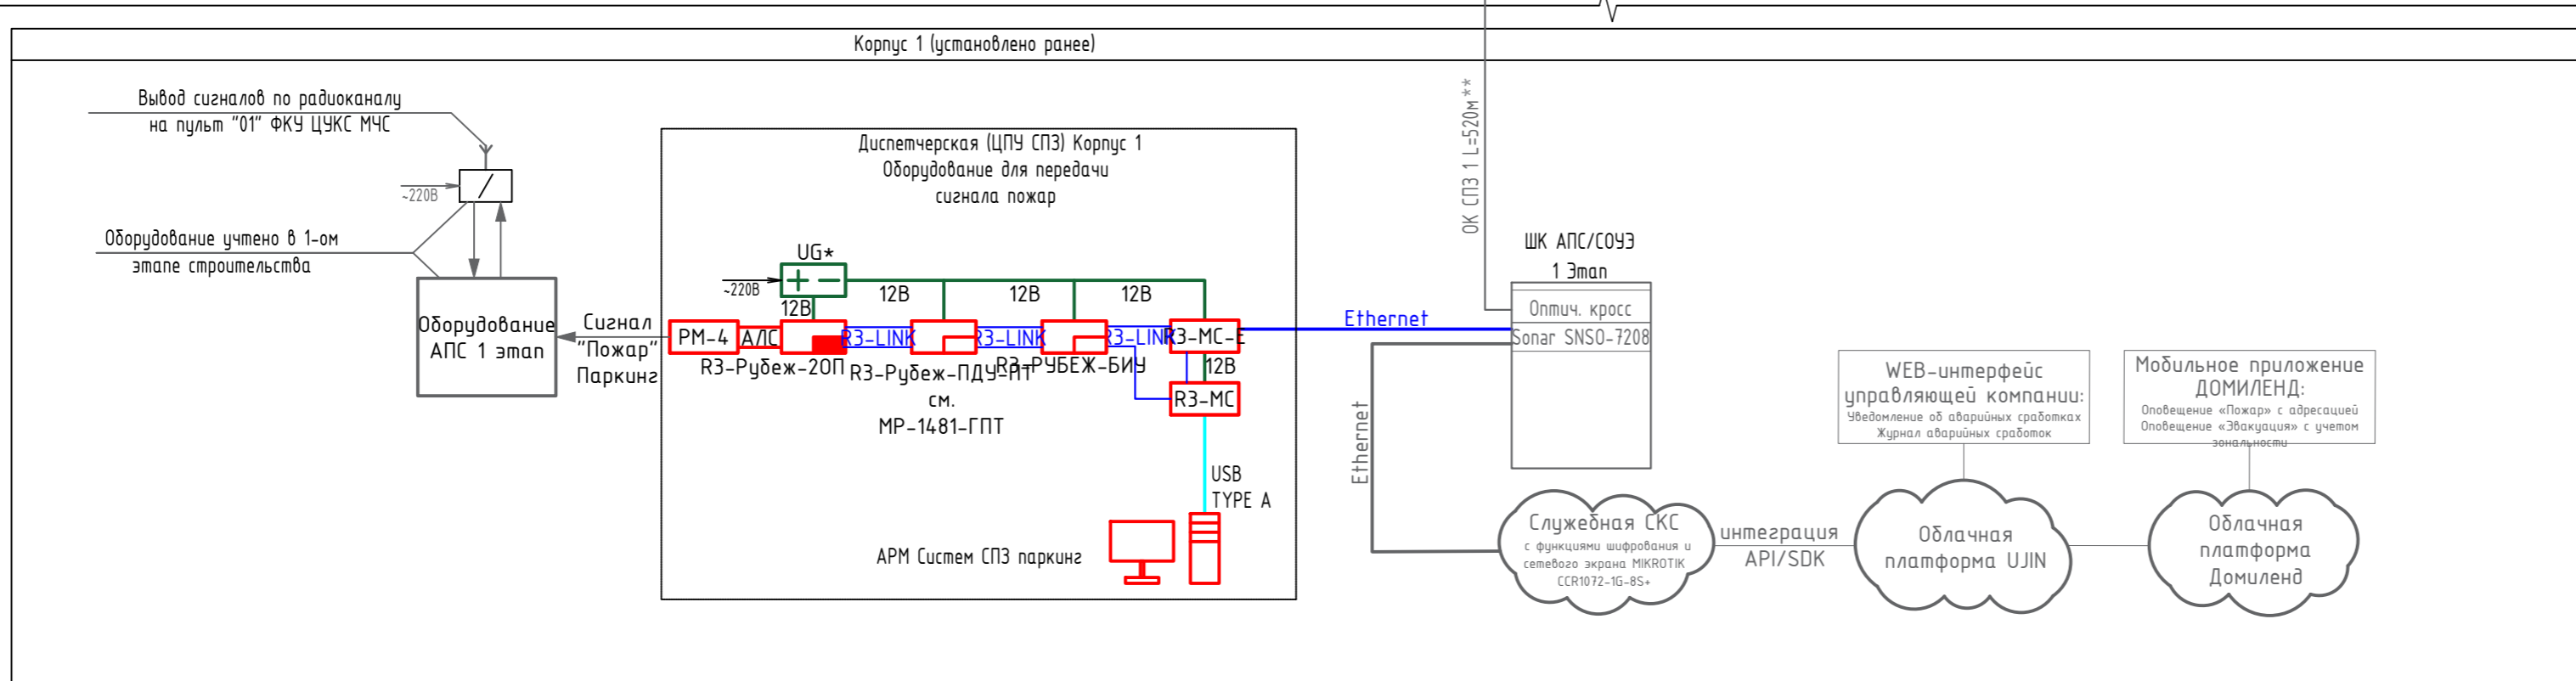 Корпус 1 (установлено ранее)
Вывод сигналов по радиоканалу
на пульт "01" ФКУ ЦУКС МЧС
~220В
Оборудование учтено в 1-ом
этапе строительства
Оборудование
АПС 1 этап
Сигнал
"Пожар"
Паркинг
Диспетчерская (ЦПУ СПЗ) Корпус 1
Оборудование для передачи
сигнала пожар
UG*
~220В
12В
12В
12В
12В
РМ-4
АЛС
R3-LINK
R3-LINK
R3-LINK
R3-МС-Е
R3-Рубеж-2ОП
R3-Рубеж-ПДУ-ПТ
см.
МР-1481-ГПТ
R3-РУБЕЖ-БИУ
12В
R3-МС
USB
TYPE A
АРМ Систем СПЗ паркинг
Ethernet
ОК СПЗ 1 L=520м**
ШК АПС/СОУЭ
1 Этап
Оптич. кросс
Sonar SNSO-7208
Ethernet
Служебная СКС
с функциями шифрования и
сетевого экрана MIKROTIK
CCR1072-1G-8S+
интеграция
API/SDK
WEB-интерфейс
управляющей компании:
Уведомление об аварийных сработках
Журнал аварийных сработок
Облачная
платформа UJIN
Мобильное приложение
ДОМИЛЕНД:
Оповещение «Пожар» с адресацией
Оповещение «Эвакуация» с учетом
зональности
Облачная
платформа
Домиленд